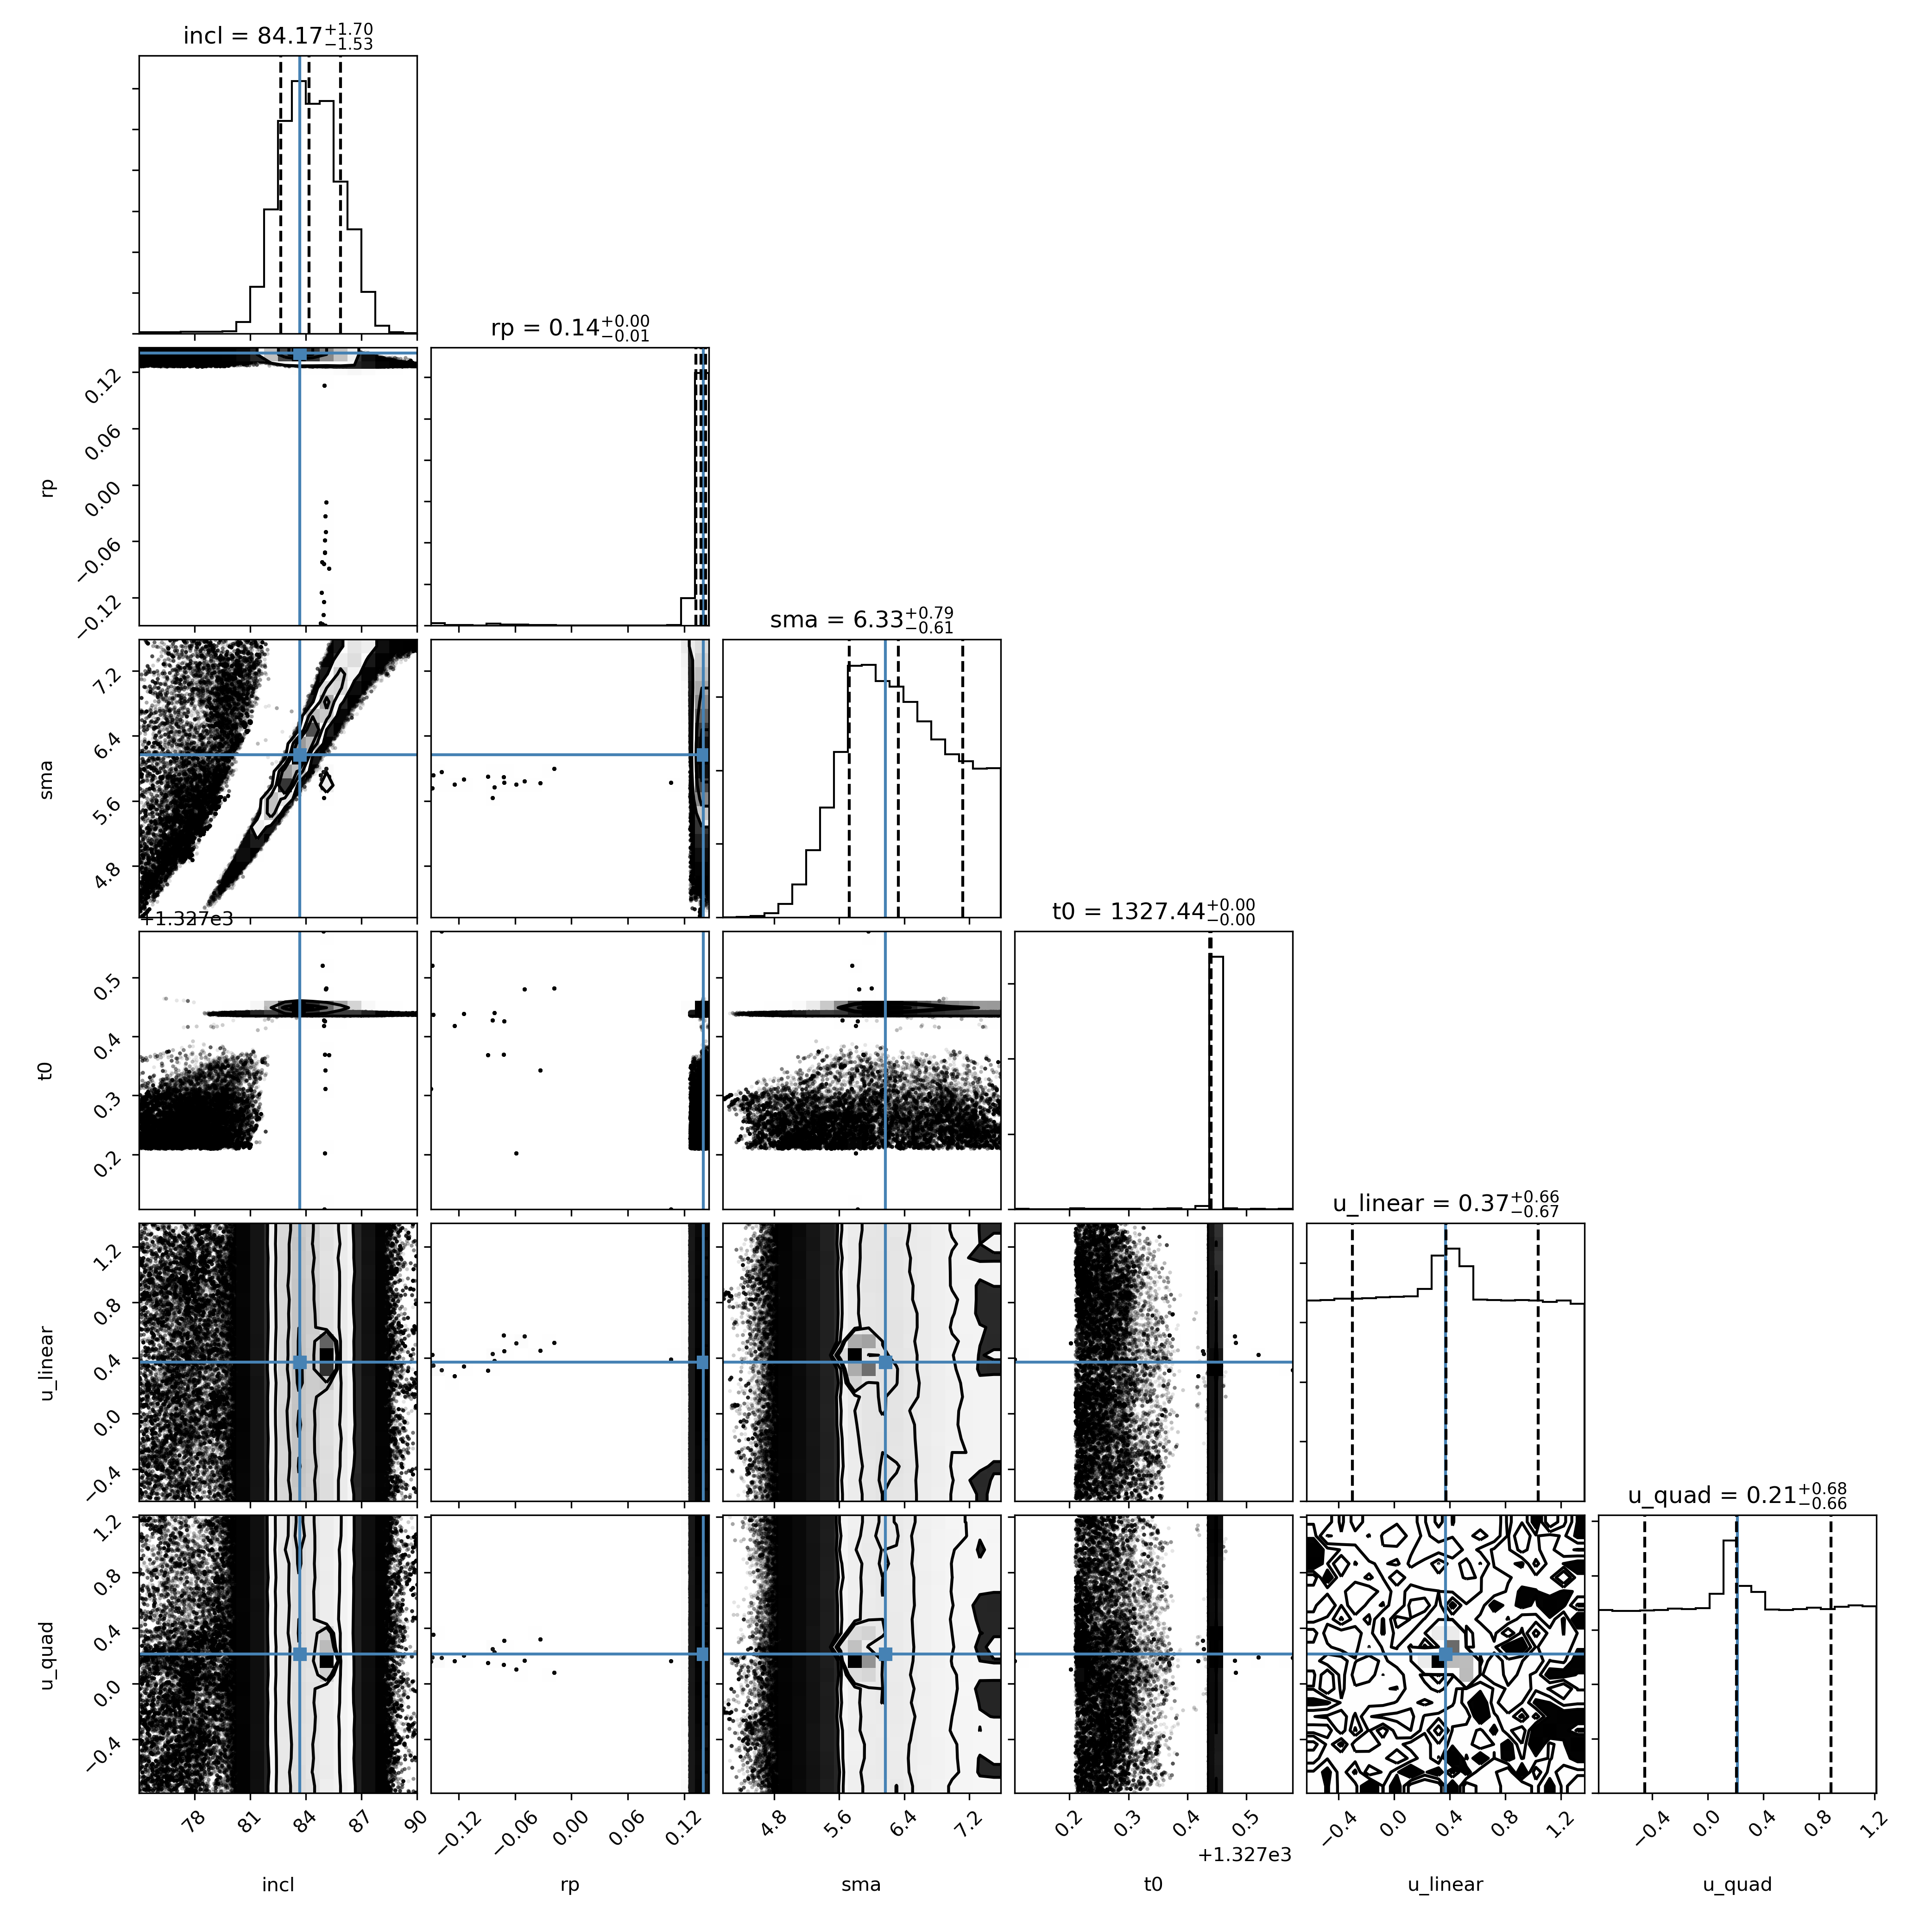 incl = 84.17+1.70 −1.53
rp = 0.14+0.00 −0.01
0.12
0.06
0.00
−0.06
−0.12
rp
sma = 6.33+0.79 −0.61
7.2
6.4
5.6
4.8
sma
+1.327e3
t0 = 1327.44+0.00 −0.00
0.5
0.4
0.3
0.2
t0
u_linear = 0.37+0.66 −0.67
1.2
0.8
0.4
0.0
−0.4
u_linear
u_quad = 0.21+0.68 −0.66
1.2
0.8
0.4
0.0
−0.4
u_quad
78 81 84 87 90
−0.12 −0.06 0.00 0.06 0.12
4.8 5.6 6.4 7.2
0.2 0.3 0.4 0.5
−0.4 0.0 0.4 0.8 1.2
−0.4 0.0 0.4 0.8 1.2
+1.327e3
incl rp sma t0 u_linear u_quad